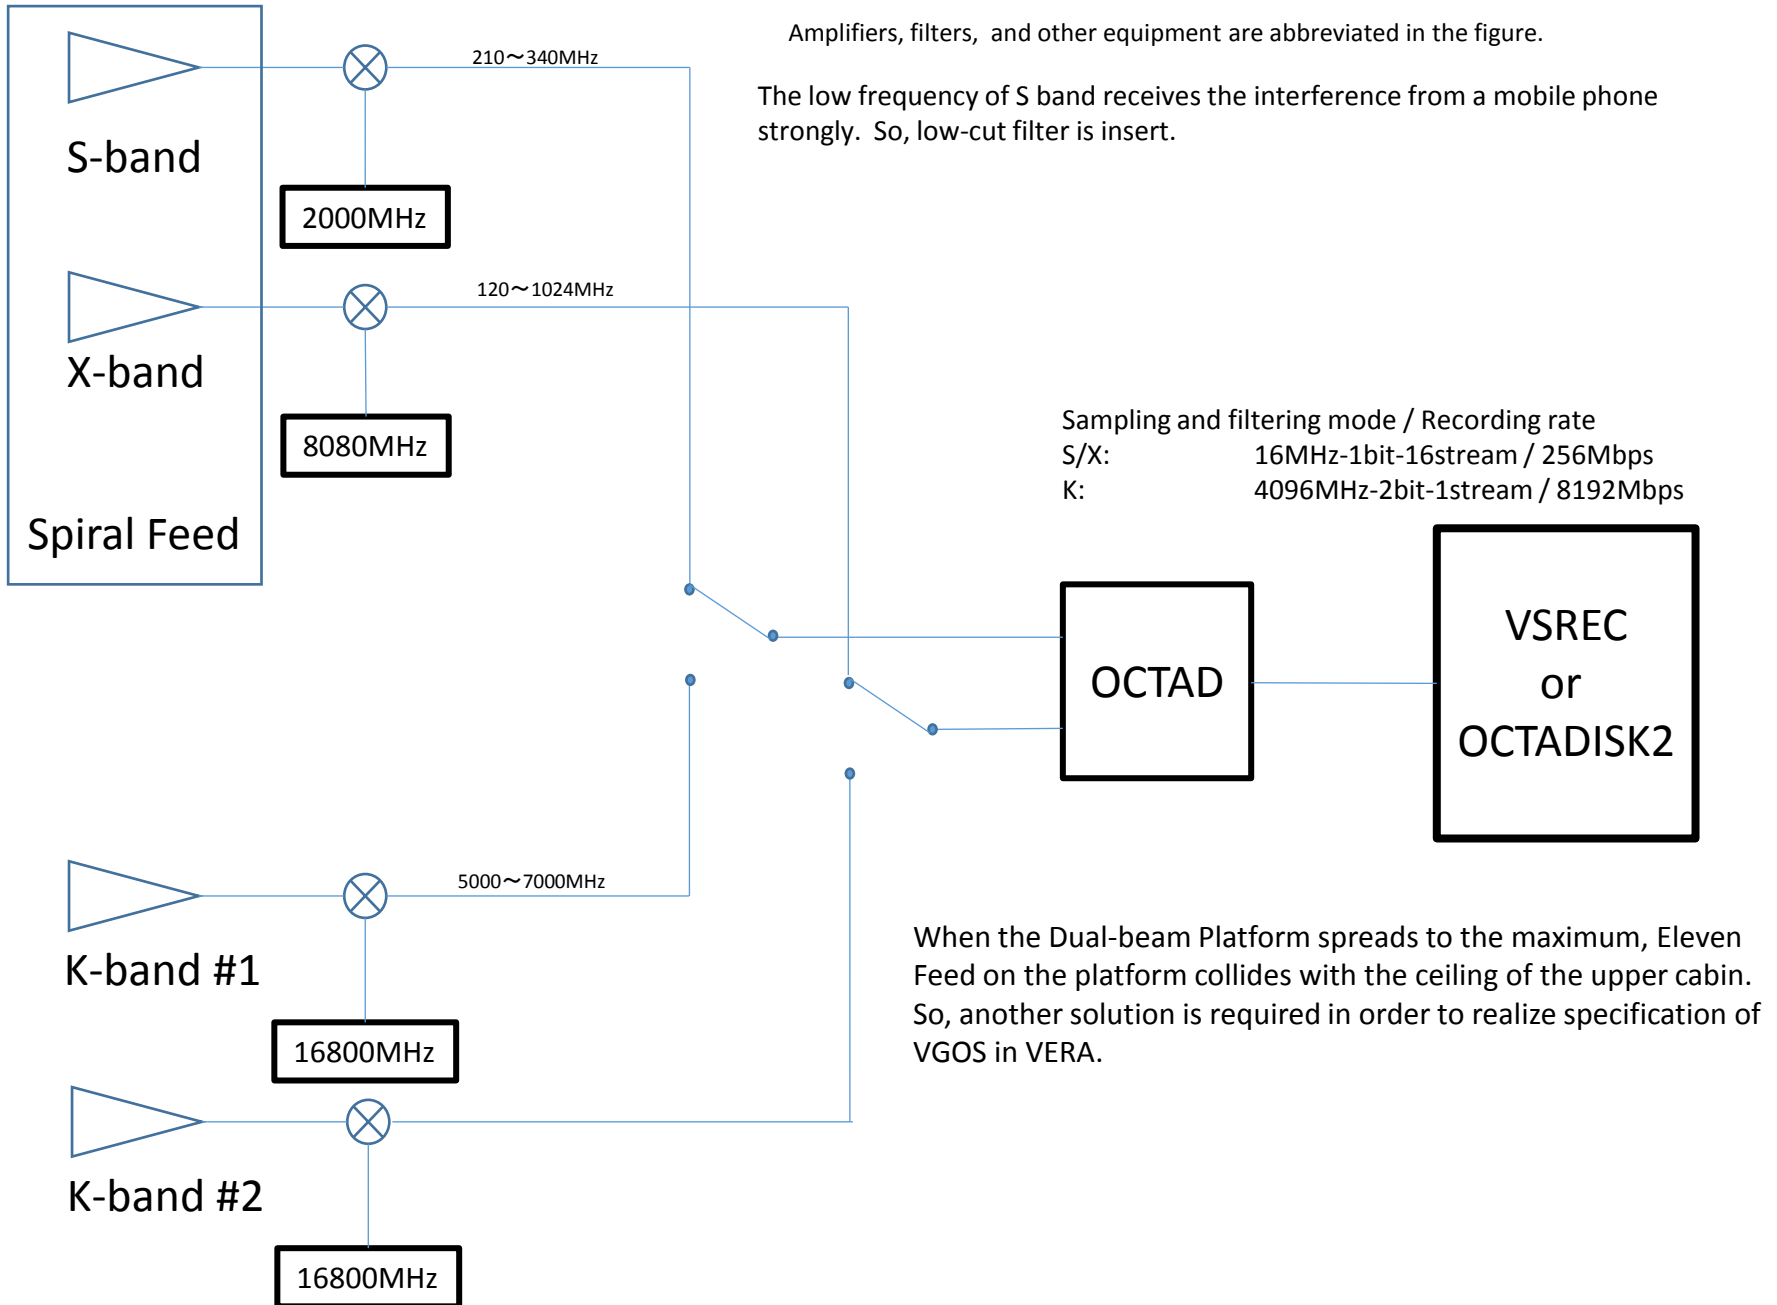 Amplifiers, filters, and other equipment are abbreviated in the figure.
The low frequency of S band receives the interference from a mobile phone
strongly. So, low-cut filter is insert.
210～340MHz
S-band
2000MHz
120～1024MHz
X-band
8080MHz
Spiral Feed
Sampling and filtering mode / Recording rate
S/X: 16MHz-1bit-16stream / 256Mbps
K: 4096MHz-2bit-1stream / 8192Mbps
OCTAD
VSREC
or
OCTADISK2
5000～7000MHz
K-band #1
16800MHz
K-band #2
16800MHz
When the Dual-beam Platform spreads to the maximum, Eleven
Feed on the platform collides with the ceiling of the upper cabin.
So, another solution is required in order to realize specification of
VGOS in VERA.